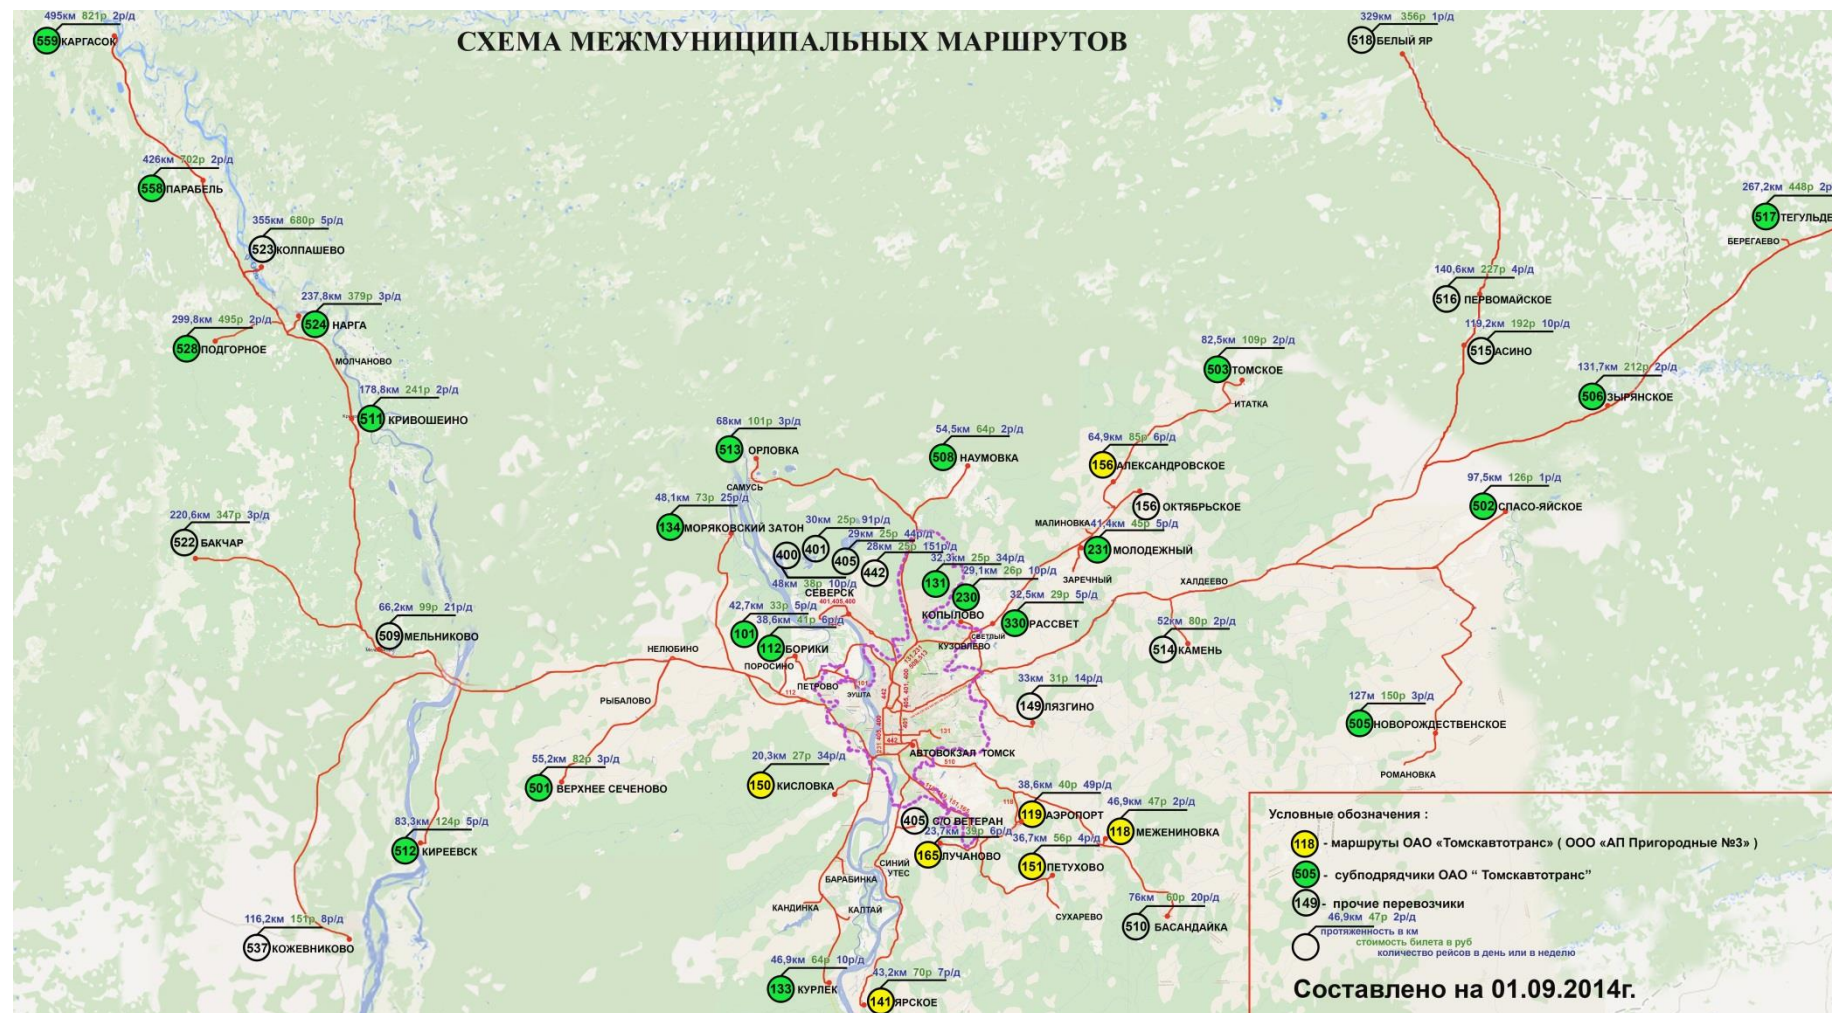 СХЕМА МЕЖМУНИЦИПАЛЬНЫХ МАРШРУТОВ
495км 821р 2р/д
559 КАРГАСОК
329км 356р 1р/д
518 БЕЛЫЙ ЯР
426км 702р 2р/д
558 ПАРАБЕЛЬ
267,2км 448р 2р
517 ТЕГУЛЬДЕ
БЕРЕГАЕВО
355км 680р 5р/д
523 КОЛПАШЕВО
140,6км 227р 4р/д
516 ПЕРВОМАЙСКОЕ
237,8км 379р 3р/д
524 НАРГА
299,8км 495р 2р/д
528 ПОДГОРНОЕ
МОЛЧАНОВО
119,2км 192р 10р/д
515 АСИНО
82,5км 109р 2р/д
503 ТОМСКОЕ
ИТАТКА
131,7км 212р 2р/д
506 ЗЫРЯНСКОЕ
178,8км 241р 2р/д
511 КРИВОШЕИНО
68км 101р 3р/д
513 ОРЛОВКА
САМУСЬ
54,5км 64р 2р/д
508 НАУМОВКА
64,9км 85р 6р/д
156 АЛЕКСАНДРОВСКОЕ
156 ОКТЯБРЬСКОЕ
97,5км 126р 1р/д
502 СПАСО-ЯЙСКОЕ
48,1км 73р 25р/д
134 МОРЯКОВСКИЙ ЗАТОН
220,6км 347р 3р/д
522 БАКЧАР
30км 25р 91р/д
401
29км 25р 44р/д
405
28км 25р 151р/д
442
400
48км 38р 10р/д
СЕВЕРСК
401,405,400
МАЛИНОВКА
41,4км 45р 5р/д
231 МОЛОДЕЖНЫЙ
ЗАРЕЧНЫЙ
ХАЛДЕЕВО
32,3км 25р 34р/д
131
29,1км 26р 10р/д
230
КОПЫЛОВО
32,5км 29р 5р/д
330 РАССВЕТ
СВЕТЛЫЙ
КУЗОВЛЕВО
42,7км 33р 5р/д
101
38,6км 41р 6р/д
112 БОРИКИ
ПОРОСИНО
ПЕТРОВО
101
ЭУШТА
112
66,2км 99р 21р/д
509 МЕЛЬНИКОВО
НЕЛЮБИНО
РЫБАЛОВО
52км 80р 2р/д
514 КАМЕНЬ
33км 31р 14р/д
149 ЛЯЗГИНО
127м 150р 3р/д
505 НОВОРОЖДЕСТВЕНСКОЕ
РОМАНОВКА
442
401
131
442
АВТОВОКЗАЛ ТОМСК
510
55,2км 82р 3р/д
501 ВЕРХНЕЕ СЕЧЕНОВО
20,3км 27р 34р/д
150 КИСЛОВКА
119
38,6км 40р 49р/д
119 АЭРОПОРТ
46,9км 47р 2р/д
118 МЕЖЕНИНОВКА
405 С/О ВЕТЕРАН
23,7км 39р 6р/д
165 ЛУЧАНОВО
36,7км 56р 4р/д
151 ПЕТУХОВО
83,3км 124р 5р/д
512 КИРЕЕВСК
СИНИЙ
УТЕС
БАРАБИНКА
КАНДИНКА
КАЛТАЙ
СУХАРЕВО
76км 60р 20р/д
510 БАСАНДАЙКА
116,2км 151р 8р/д
537 КОЖЕВНИКОВО
46,9км 64р 10р/д
133 КУРЛЕК
43,2км 70р 7р/д
141 ЯРСКОЕ
Условные обозначения :
118 - маршруты ОАО «Томскавтотранс» ( ООО «АП Пригородные №3» )
505 - субподрядчики ОАО “ Томскавтотранс”
149 - прочие перевозчики
46,9км 47р 2р/д
протяженность в км
стоимость билета в руб
количество рейсов в день или в неделю
Составлено на 01.09.2014г.